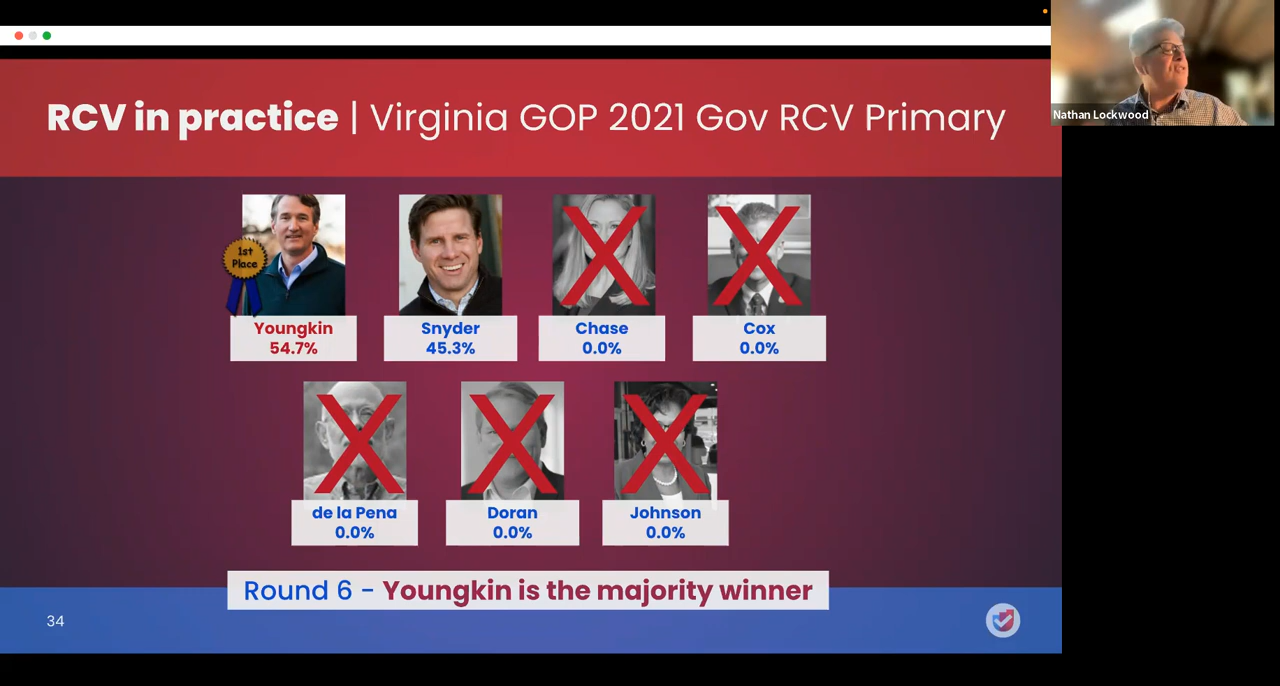 RCV in practice | Virginia GOP 2021 Gov RCV Primary
Nathan Lockwood
1st
Place
Youngkin
54.7%
Snyder
45.3%
Chase
0.0%
Cox
0.0%
de la Pena
0.0%
Doran
0.0%
Johnson
0.0%
Round 6 - Youngkin is the majority winner
34